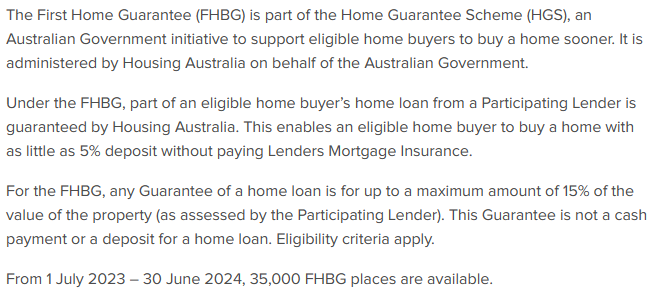 The First Home Guarantee (FHBG) is part of the Home Guarantee Scheme (HGS), an
Australian Government initiative to support eligible home buyers to buy a home sooner. It is
administered by Housing Australia on behalf of the Australian Government.
Under the FHBG, part of an eligible home buyer’s home loan from a Participating Lender is
guaranteed by Housing Australia. This enables an eligible home buyer to buy a home with
as little as 5% deposit without paying Lenders Mortgage Insurance.
For the FHBG, any Guarantee of a home loan is for up to a maximum amount of 15% of the
value of the property (as assessed by the Participating Lender). This Guarantee is not a cash
payment or a deposit for a home loan. Eligibility criteria apply.
From 1 July 2023 – 30 June 2024, 35,000 FHBG places are available.